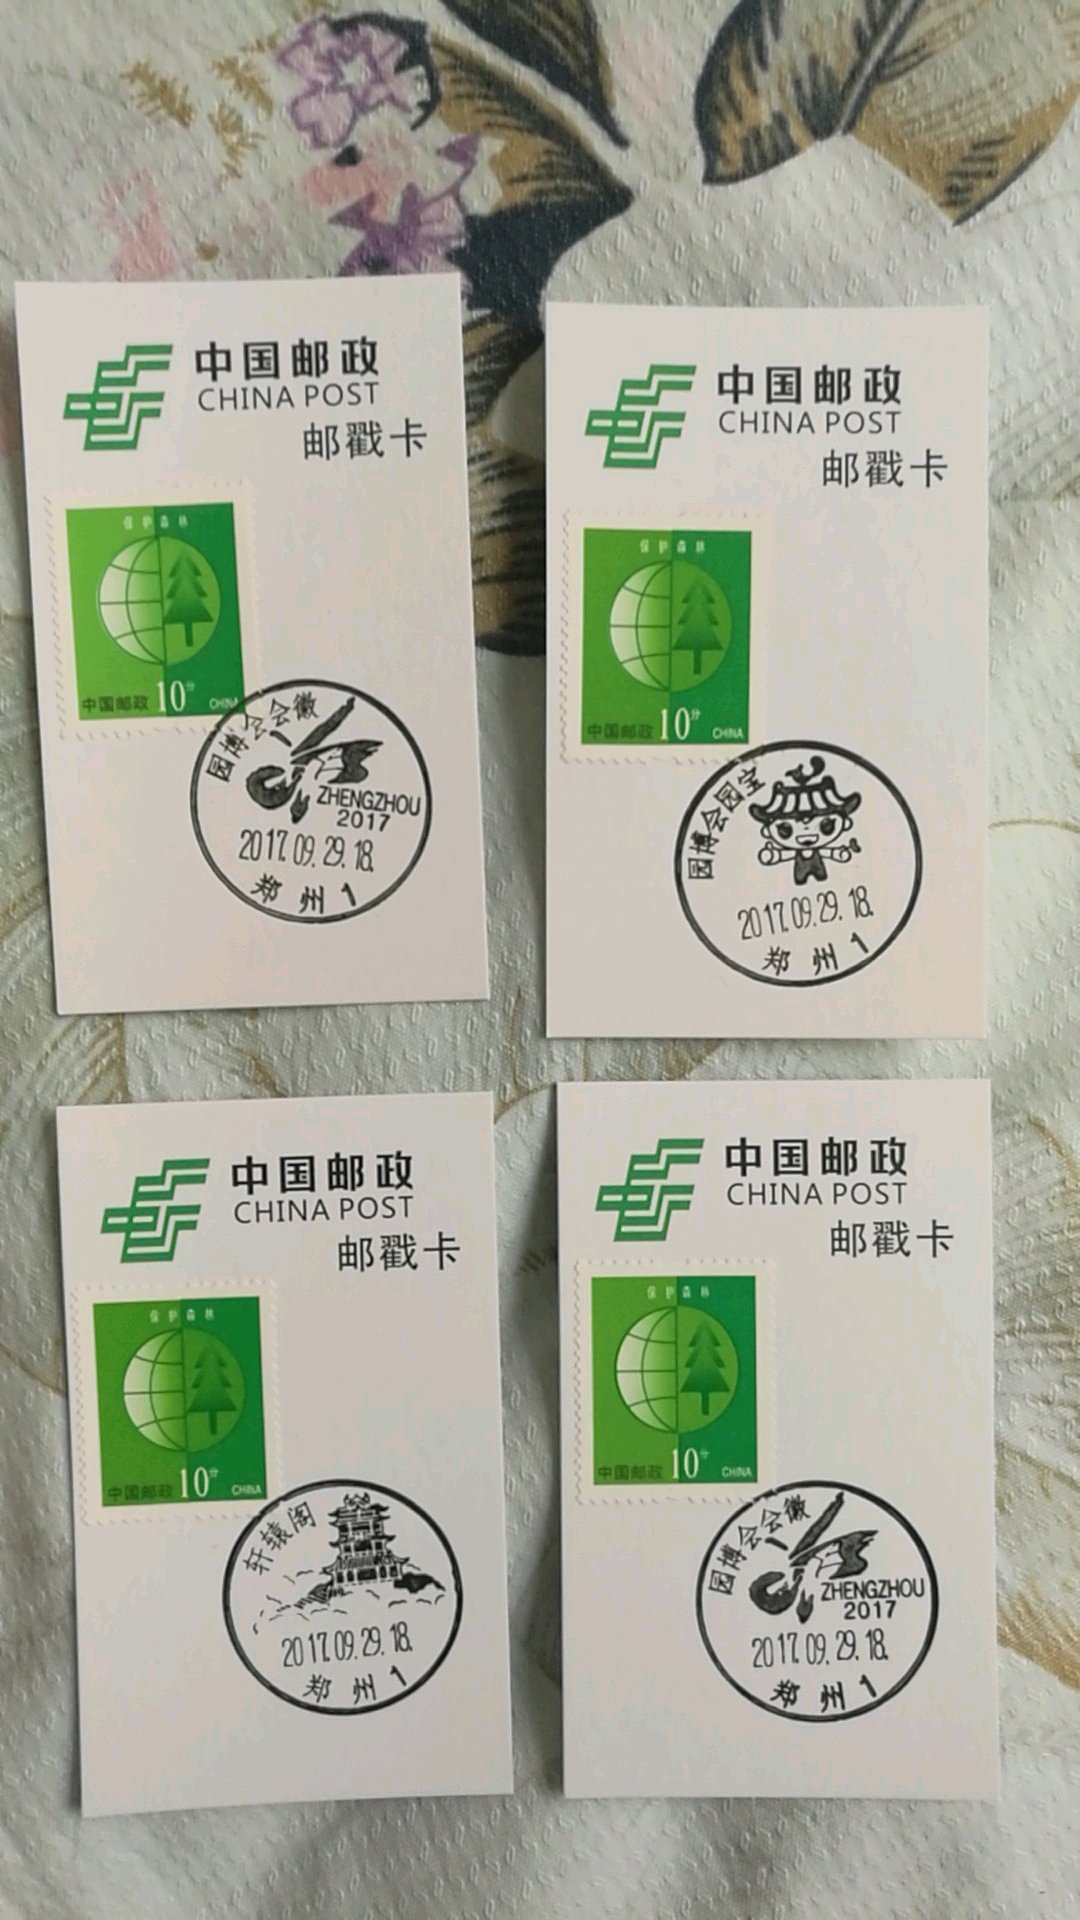 中国邮政
CHINA POST
邮戳卡
保护森林
中国邮政 10分 CHINA
园博会会徽
ZHENGZHOU
2017
2017.09.29.18.
郑州1
中国邮政
CHINA POST
邮戳卡
保护森林
中国邮政 10分 CHINA
园博会园宝
2017.09.29.18.
郑州1
中国邮政
CHINA POST
邮戳卡
保护森林
中国邮政 10分 CHINA
轩辕阁
2017.09.29.18.
郑州1
中国邮政
CHINA POST
邮戳卡
保护森林
中国邮政 10分 CHINA
园博会会徽
ZHENGZHOU
2017
2017.09.29.18.
郑州1